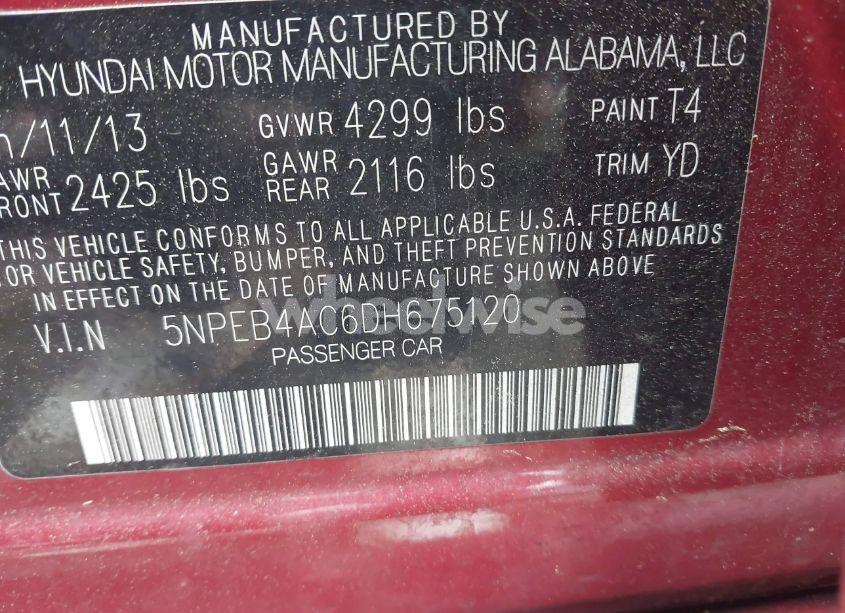 MANUFACTURED BY
HYUNDAI MOTOR MANUFACTURING ALABAMA, LLC
/11/13 GVWR 4299 lbs PAINT T4
GAWR REAR 2116 lbs TRIM YD
2425 lbs
THIS VEHICLE CONFORMS TO ALL APPLICABLE U.S.A. FEDERAL
VEHICLE SAFETY, BUMPER, AND THEFT PREVENTION STANDARDS
IN EFFECT ON THE DATE OF MANUFACTURE SHOWN ABOVE
V.I.N 5NPEB4AC6DH675120
PASSENGER CAR
wheelwise